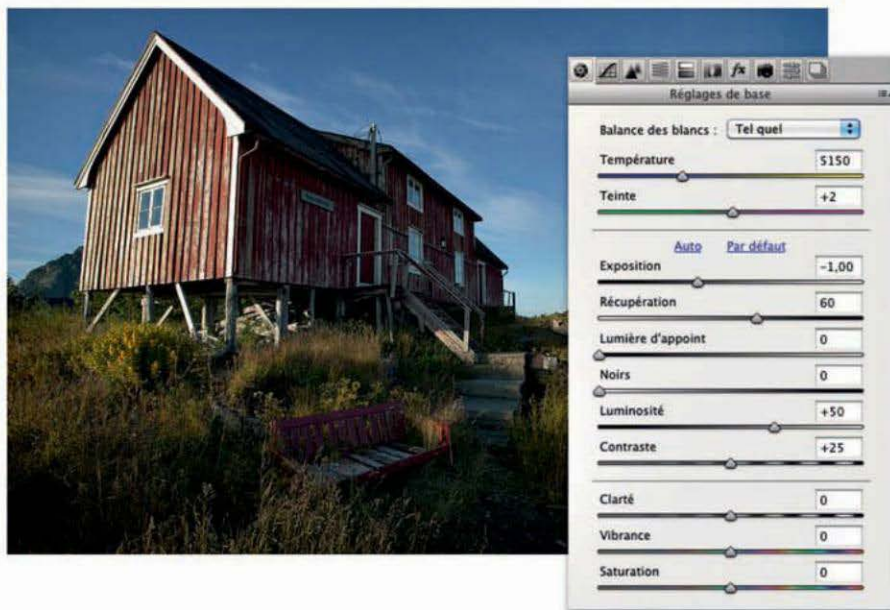 Réglages de base
Balance des blancs : Tel quel
Température 5150
Teinte +2
Auto Par défaut
Exposition -1,00
Récupération 60
Lumière d'appoint 0
Noirs 0
Luminosité +50
Contraste +25
Clarté 0
Vibrance 0
Saturation 0